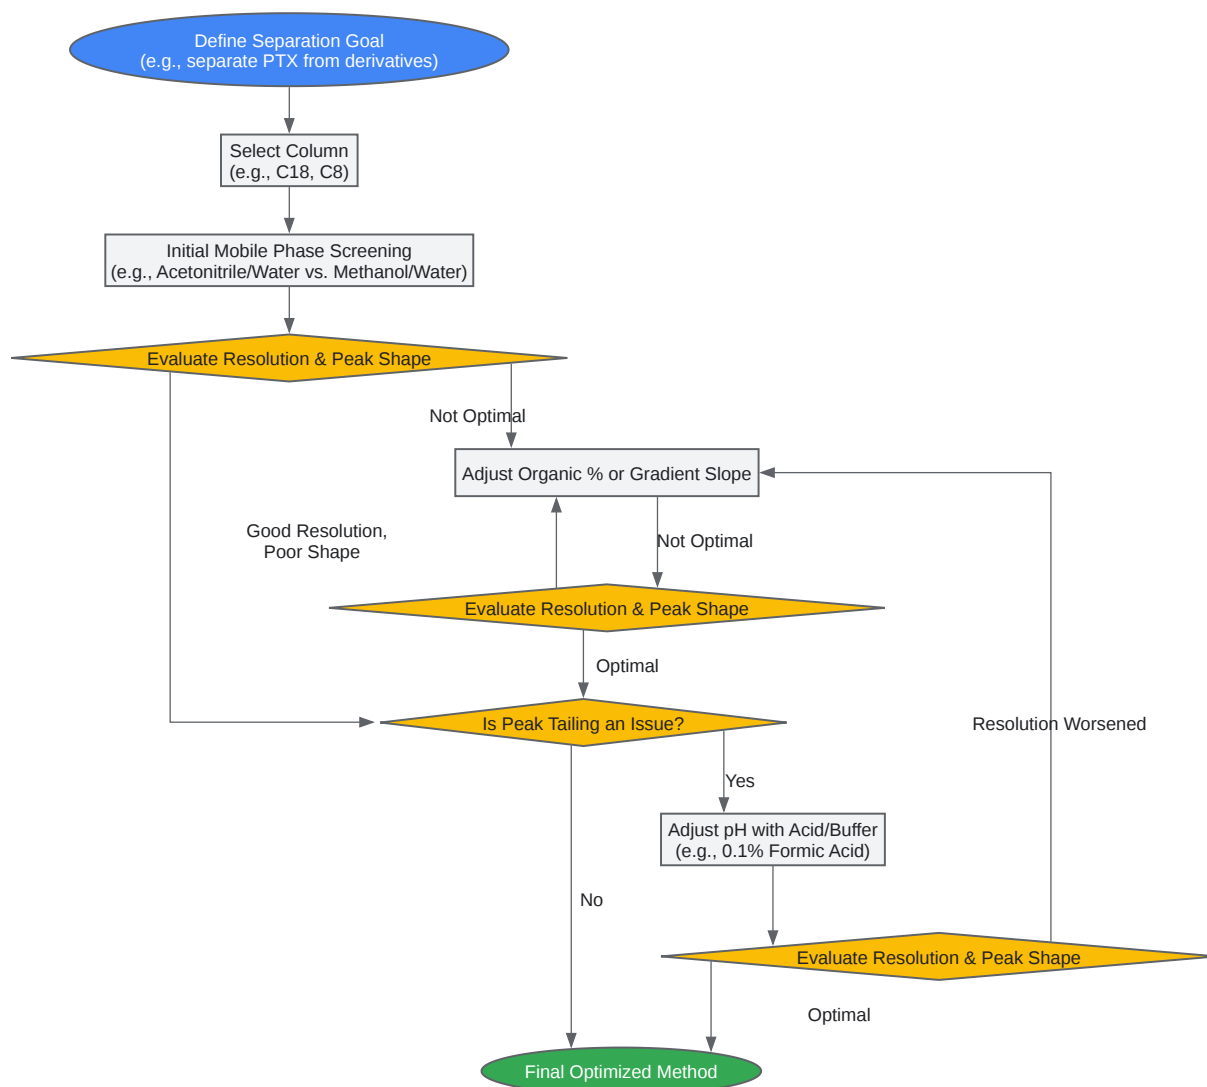 Define Separation Goal
(e.g., separate PTX from derivatives)
Select Column
(e.g., C18, C8)
Initial Mobile Phase Screening
(e.g., Acetonitrile/Water vs. Methanol/Water)
Evaluate Resolution & Peak Shape
Not Optimal
Adjust Organic % or Gradient Slope
Good Resolution,
Poor Shape
Not Optimal
Evaluate Resolution & Peak Shape
Optimal
Is Peak Tailing an Issue?
Resolution Worsened
Yes
Adjust pH with Acid/Buffer
(e.g., 0.1% Formic Acid)
No
Evaluate Resolution & Peak Shape
Optimal
Final Optimized Method